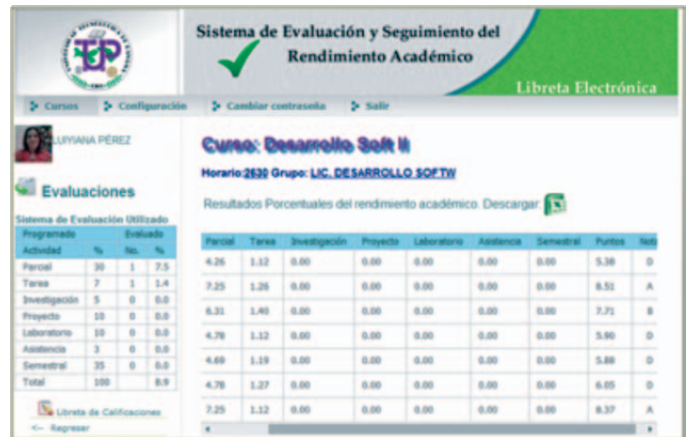 UTP
Sistema de Evaluación y Seguimiento del
Rendimiento Académico
Libreta Electrónica
Cursos Configuración Cambiar contraseña Salir
PÉREZ
Evaluaciones
Sistema de Evaluación Utilizado
Programado Evaluado
Actividad % No. %
Parcial 30 1 7.5
Tarea 7 1 1.4
Investigación 5 0 0.0
Proyecto 10 0 0.0
Laboratorio 10 0 0.0
Asistencia 3 0 0.0
Semestral 35 0 0.0
Total 100 8.9
Libreta de Calificaciones
<-- Regresar
Curso: Desarrollo Soft II
Horario:2630 Grupo: LIC. DESARROLLO SOFTW
Resultados Porcentuales del rendimiento académico. Descargar:
Parcial Tarea Investigación Proyecto Laboratorio Asistencia Semestral Puntos Nota
4.26 1.12 0.00 0.00 0.00 0.00 0.00 5.38 D
7.25 1.26 0.00 0.00 0.00 0.00 0.00 8.51 A
6.31 1.40 0.00 0.00 0.00 0.00 0.00 7.71 B
4.78 1.12 0.00 0.00 0.00 0.00 0.00 5.90 D
4.69 1.19 0.00 0.00 0.00 0.00 0.00 5.88 D
4.78 1.27 0.00 0.00 0.00 0.00 0.00 6.05 D
7.25 1.12 0.00 0.00 0.00 0.00 0.00 8.37 A